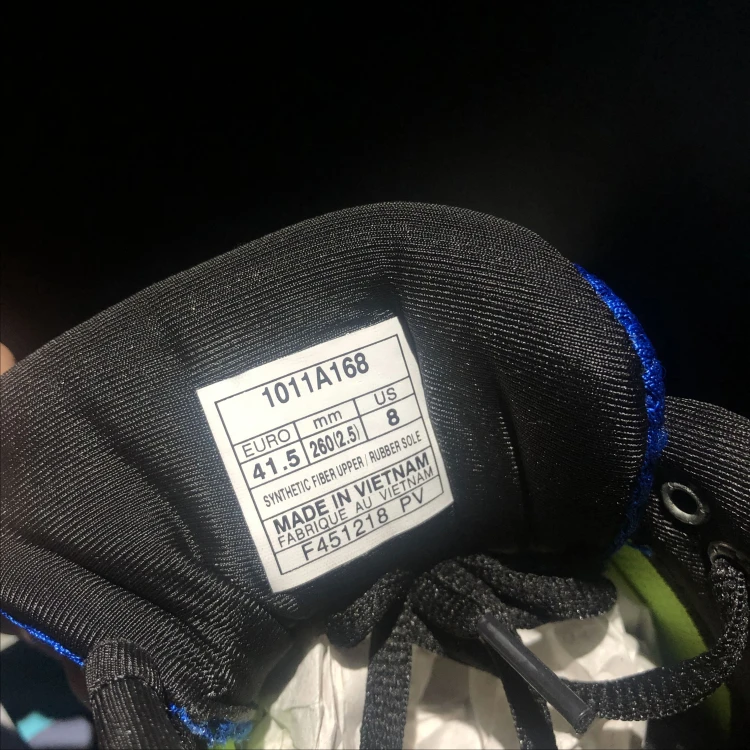 1011A168
EURO mm US
41.5 260(2.5) 8
SYNTHETIC FIBER UPPER / RUBBER SOLE
MADE IN VIETNAM
FABRIQUE AU VIETNAM
F451218 PV